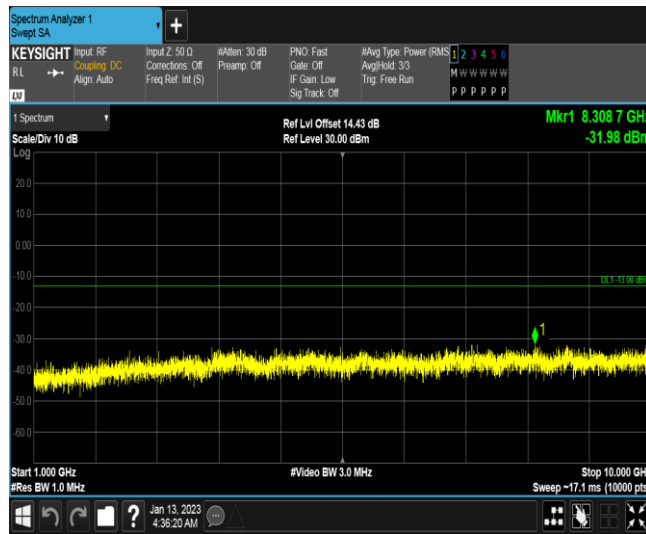 Spectrum Analyzer 1
Swept SA
+
KEYSIGHT
RL
LXI
Input: RF
Coupling: DC
Align: Auto
Input Z: 50 Ω
Corrections: Off
Freq Ref: Int (S)
#Atten: 30 dB
Preamp: Off
PNO: Fast
Gate: Off
IF Gain: Low
Sig Track: Off
#Avg Type: Power (RMS
Avg|Hold: 3/3
Trig: Free Run
1 2 3 4 5 6
M W W W W W
P P P P P P
1 Spectrum
Scale/Div 10 dB
Log
Ref Lvl Offset 14.43 dB
Ref Level 30.00 dBm
Mkr1 8.308 7 GHz
-31.98 dBm
20.0
10.0
0.00
-10.0
DL1 -13.00 dBm
-20.0
-30.0
1
-40.0
-50.0
-60.0
Start 1.000 GHz
#Res BW 1.0 MHz
#Video BW 3.0 MHz
Stop 10.000 GHz
Sweep ~17.1 ms (10000 pts)
?
Jan 13, 2023
4:36:20 AM